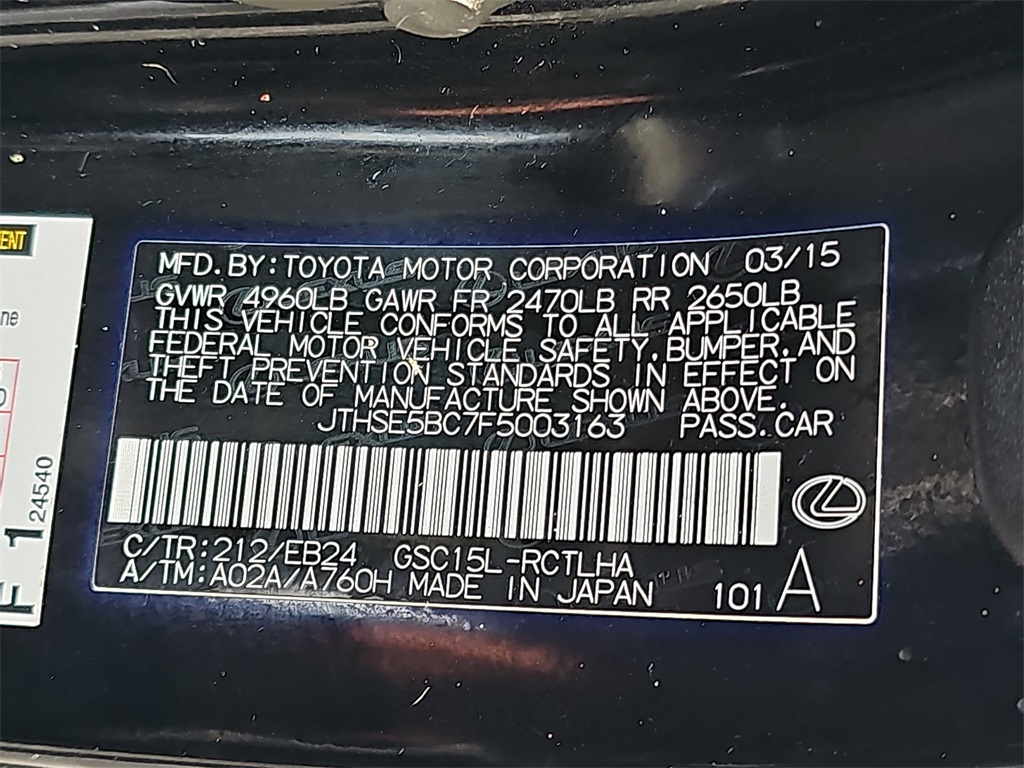 MFD.BY:TOYOTA MOTOR CORPORATION 03/15
GVWR 4960LB GAWR FR 2470LB RR 2650LB
THIS VEHICLE CONFORMS TO ALL APPLICABLE
FEDERAL MOTOR VEHICLE SAFETY,BUMPER,AND
THEFT PREVENTION STANDARDS IN EFFECT ON
THE DATE OF MANUFACTURE SHOWN ABOVE.
JTHSE5BC7F5003163 PASS.CAR
C/TR:212/EB24 GSC15L-RCTLHA
A/TM:A02A/A760H MADE IN JAPAN 101 A
24540